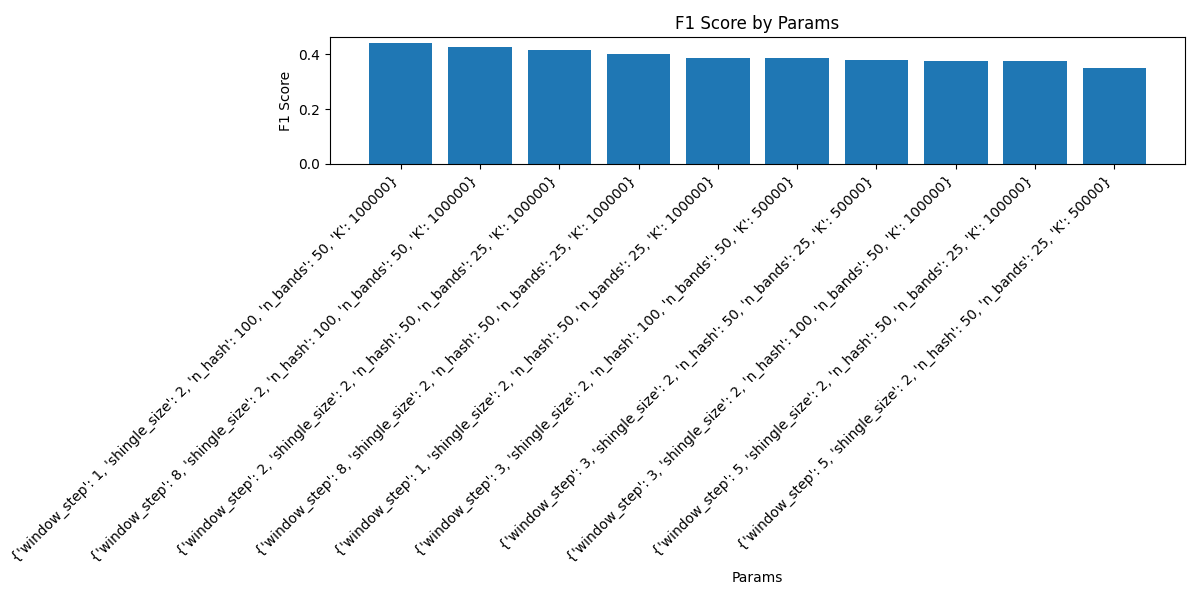 F1 Score by Params
F1 Score
0.4
0.2
0.0
{'window_step': 1, 'shingle_size': 2, 'n_hash': 100, 'n_bands': 50, 'K': 100000}
{'window_step': 8, 'shingle_size': 2, 'n_hash': 100, 'n_bands': 50, 'K': 100000}
{'window_step': 2, 'shingle_size': 2, 'n_hash': 50, 'n_bands': 25, 'K': 100000}
{'window_step': 8, 'shingle_size': 2, 'n_hash': 50, 'n_bands': 25, 'K': 100000}
{'window_step': 1, 'shingle_size': 2, 'n_hash': 50, 'n_bands': 25, 'K': 100000}
{'window_step': 3, 'shingle_size': 2, 'n_hash': 100, 'n_bands': 50, 'K': 50000}
{'window_step': 3, 'shingle_size': 2, 'n_hash': 50, 'n_bands': 25, 'K': 50000}
{'window_step': 3, 'shingle_size': 2, 'n_hash': 100, 'n_bands': 50, 'K': 100000}
{'window_step': 5, 'shingle_size': 2, 'n_hash': 50, 'n_bands': 25, 'K': 100000}
{'window_step': 5, 'shingle_size': 2, 'n_hash': 50, 'n_bands': 25, 'K': 50000}
Params